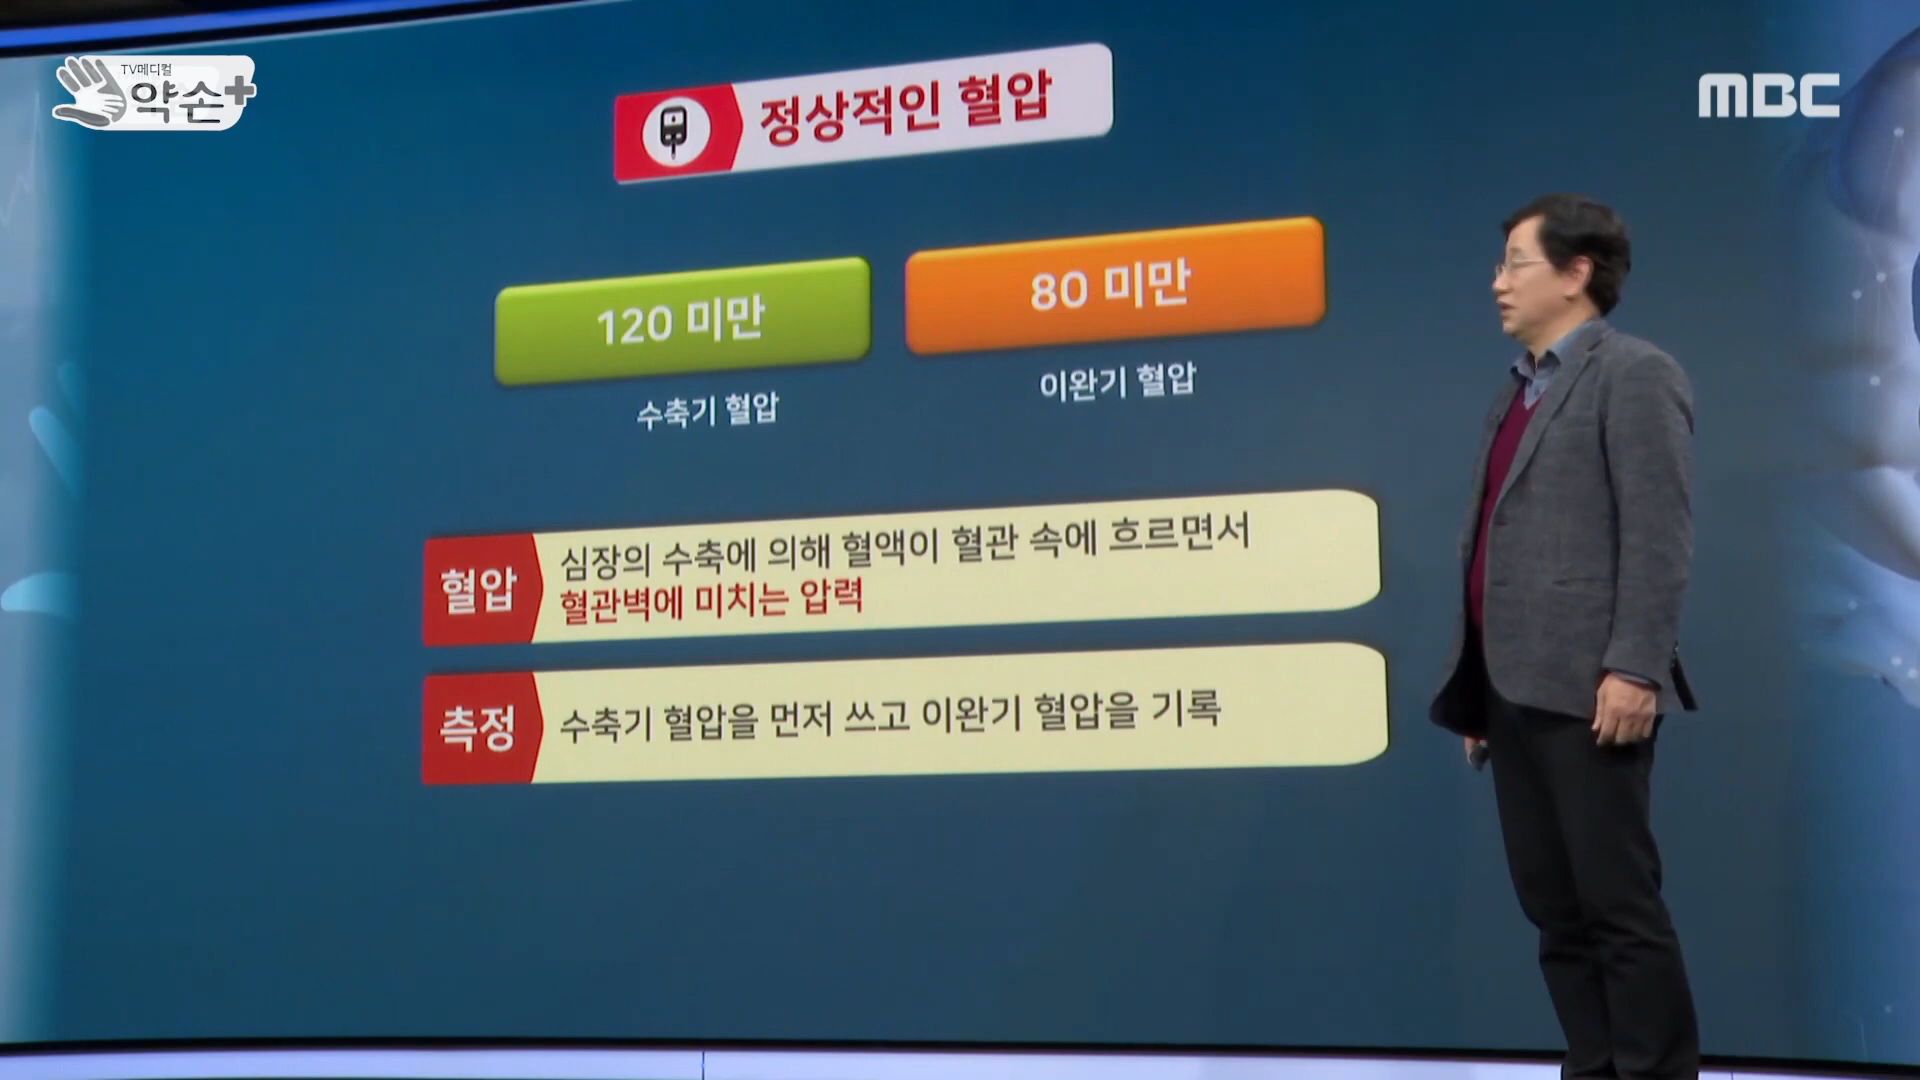 TV메디컬
약손+
MBC
정상적인 혈압
120 미만
80 미만
수축기 혈압
이완기 혈압
혈압
심장의 수축에 의해 혈액이 혈관 속에 흐르면서
혈관벽에 미치는 압력
측정
수축기 혈압을 먼저 쓰고 이완기 혈압을 기록